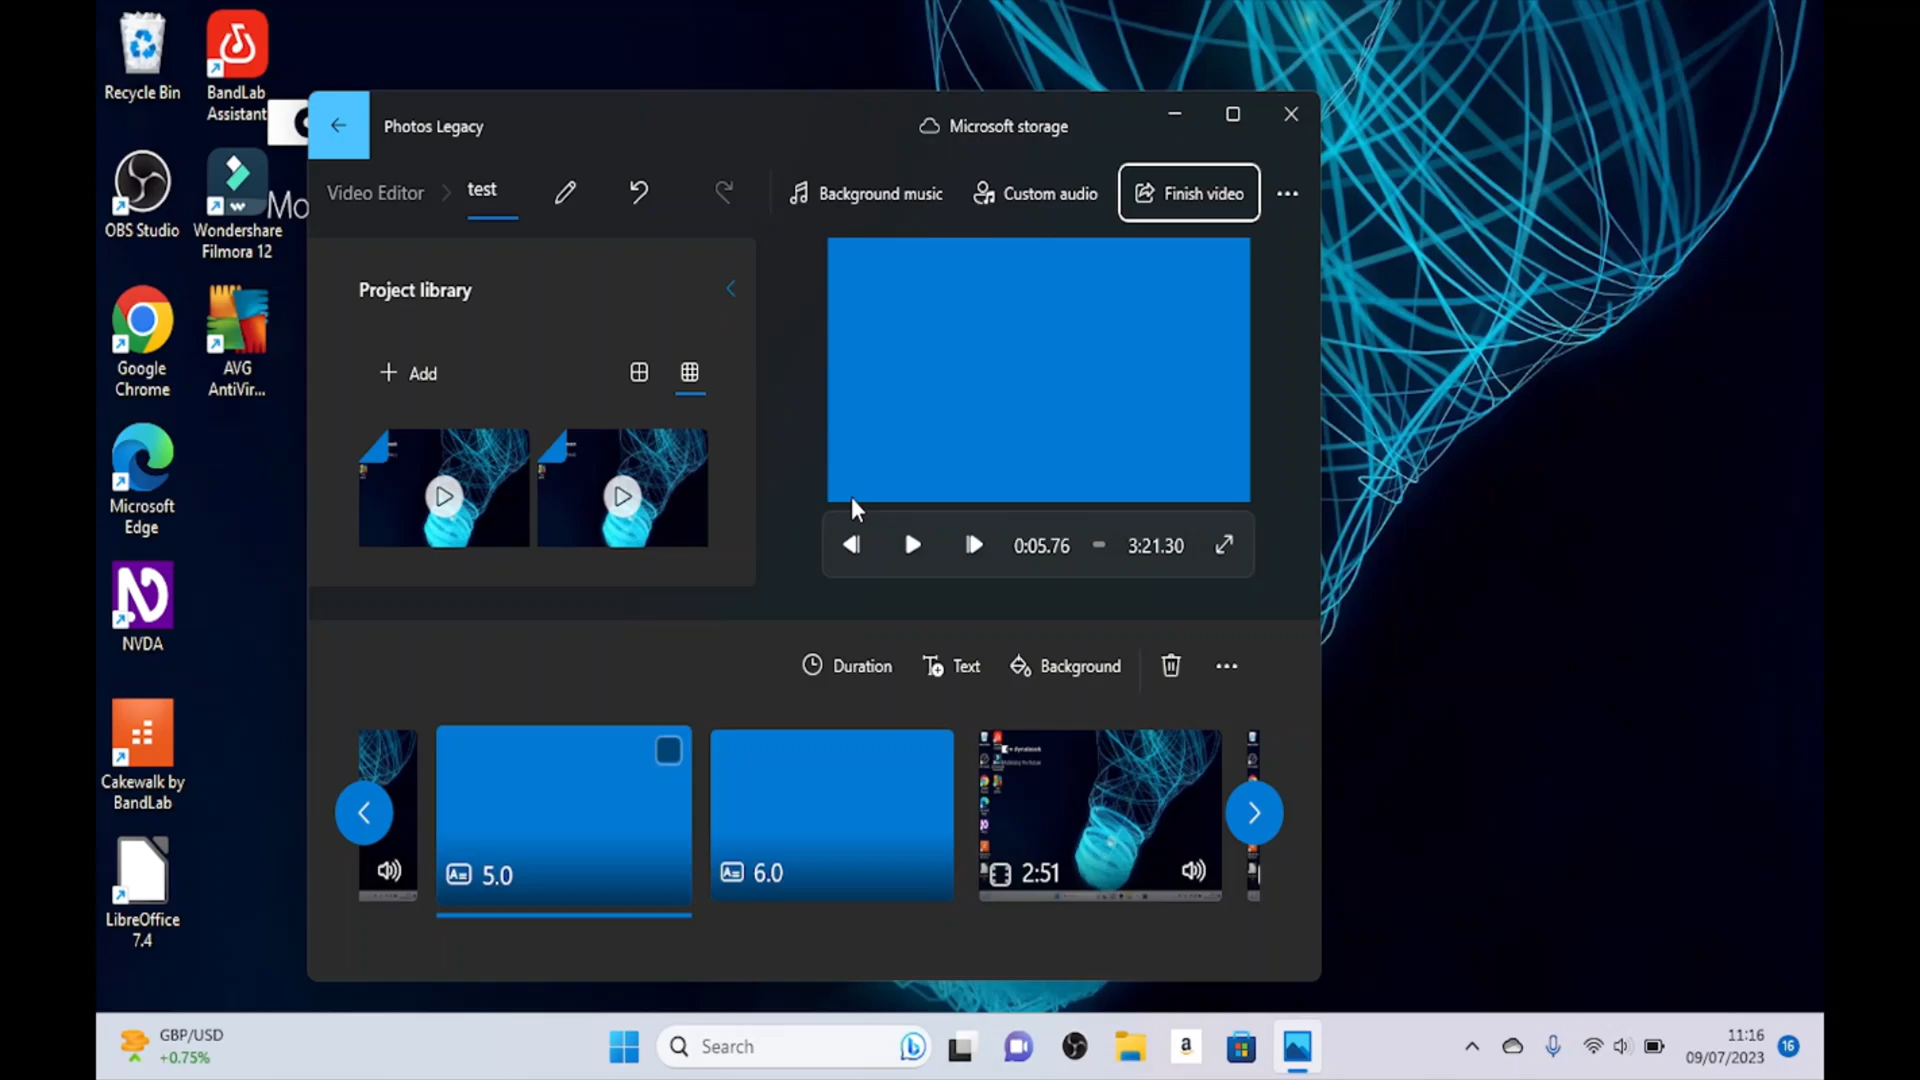 Recycle Bin
BandLab
Assistant
OBS Studio
Wondershare
Filmora 12
Mo
Google
Chrome
AVG
AntiVir...
Microsoft
Edge
NVDA
Cakewalk by
BandLab
LibreOffice
7.4
Photos Legacy
Microsoft storage
Video Editor
test
Background music
Custom audio
Finish video
Project library
Add
0:05.76
3:21.30
Duration
Text
Background
5.0
6.0
2:51
GBP/USD
+0.75%
Search
11:16
09/07/2023
16